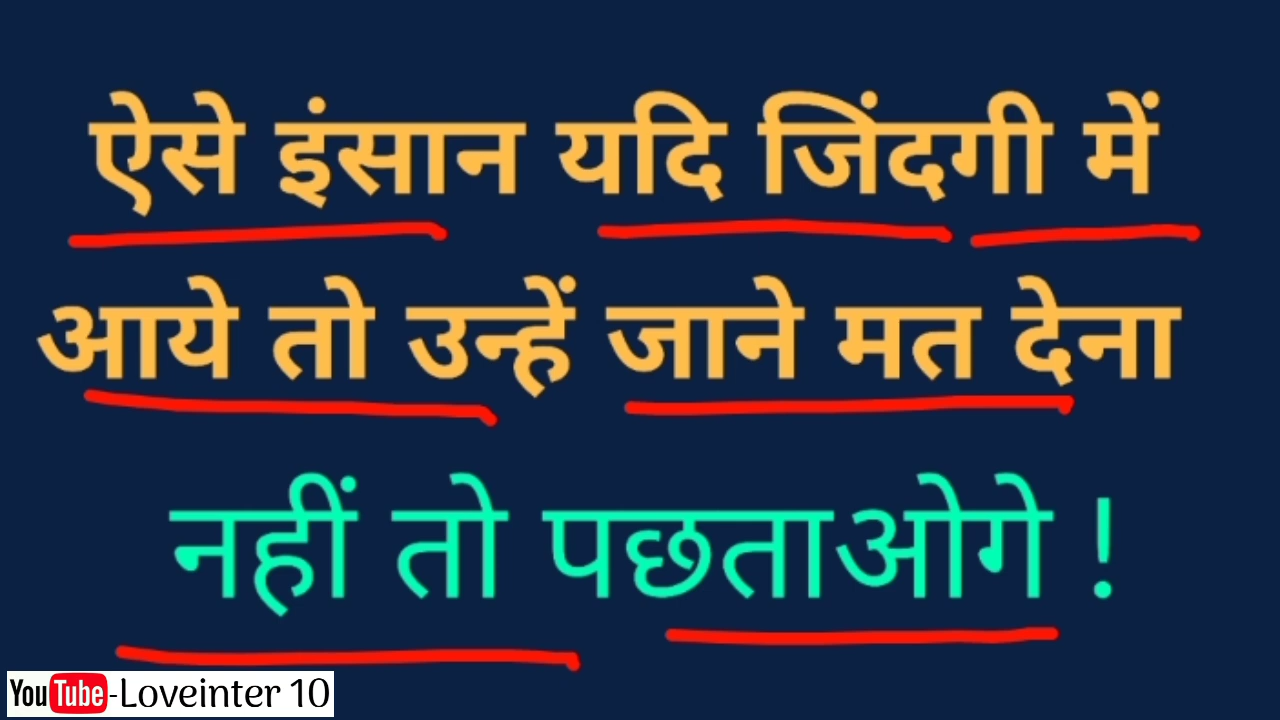 ऐसे इंसान यदि जिंदगी में
आये तो उन्हें जाने मत देना
नहीं तो पछताओगे !
YouTube-Loveinter 10